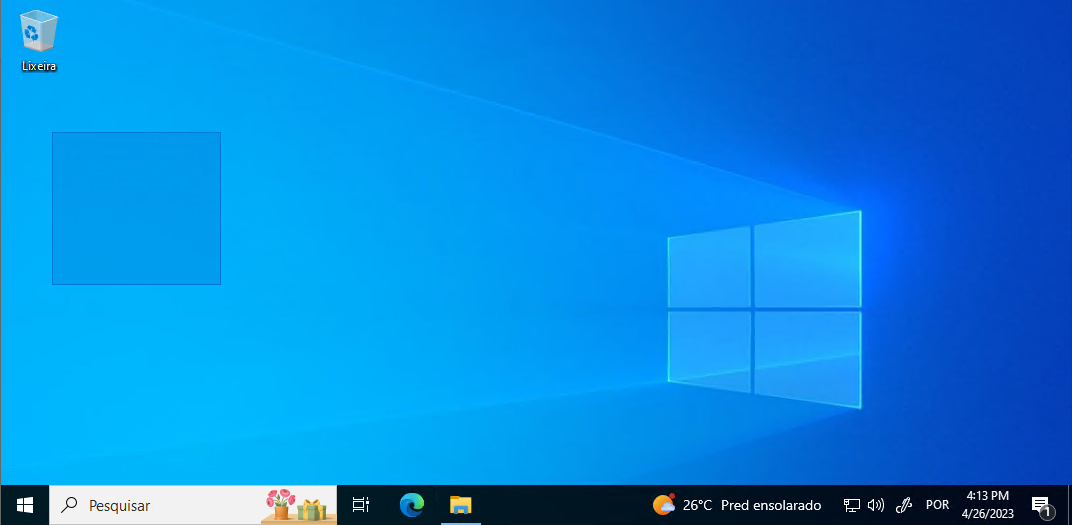 Lixeira
Pesquisar
26°C Pred ensolarado
POR
4:13 PM
4/26/2023
1